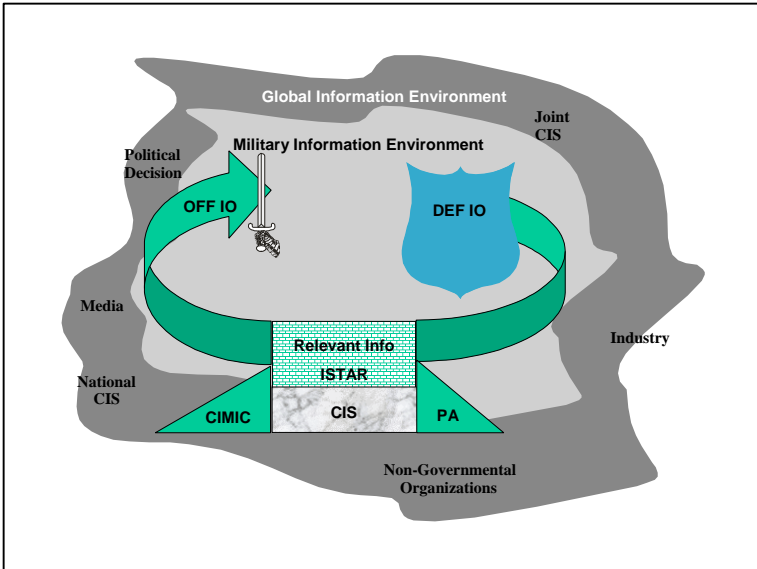 Global Information Environment
Joint
CIS
Military Information Environment
Political
Decision
OFF IO
DEF IO
Media
Industry
Relevant Info
ISTAR
National
CIS
CIMIC
CIS
PA
Non-Governmental
Organizations